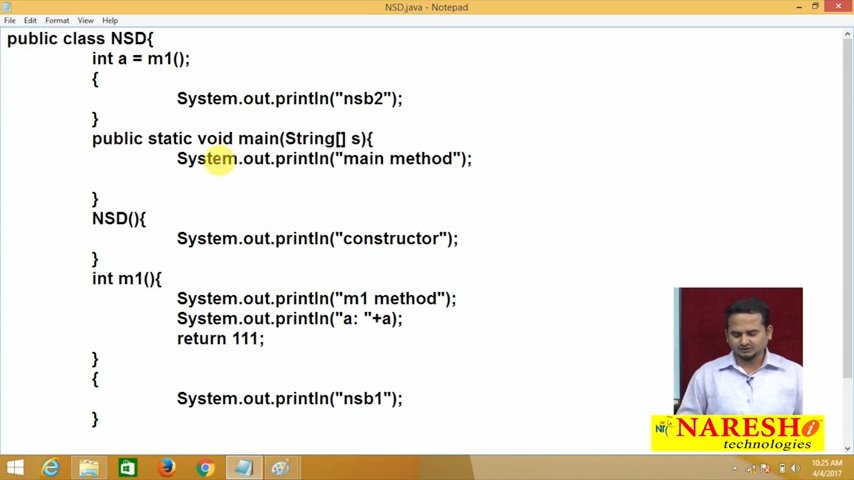 NSD.java - Notepad
File Edit Format View Help
public class NSD{
int a = m1();
{
System.out.println("nsb2");
}
public static void main(String[] s){
System.out.println("main method");
}
NSD(){
System.out.println("constructor");
}
int m1(){
System.out.println("m1 method");
System.out.println("a: "+a);
return 111;
}
{
System.out.println("nsb1");
}
NARESH i
technologies
10:25 AM
4/4/2017